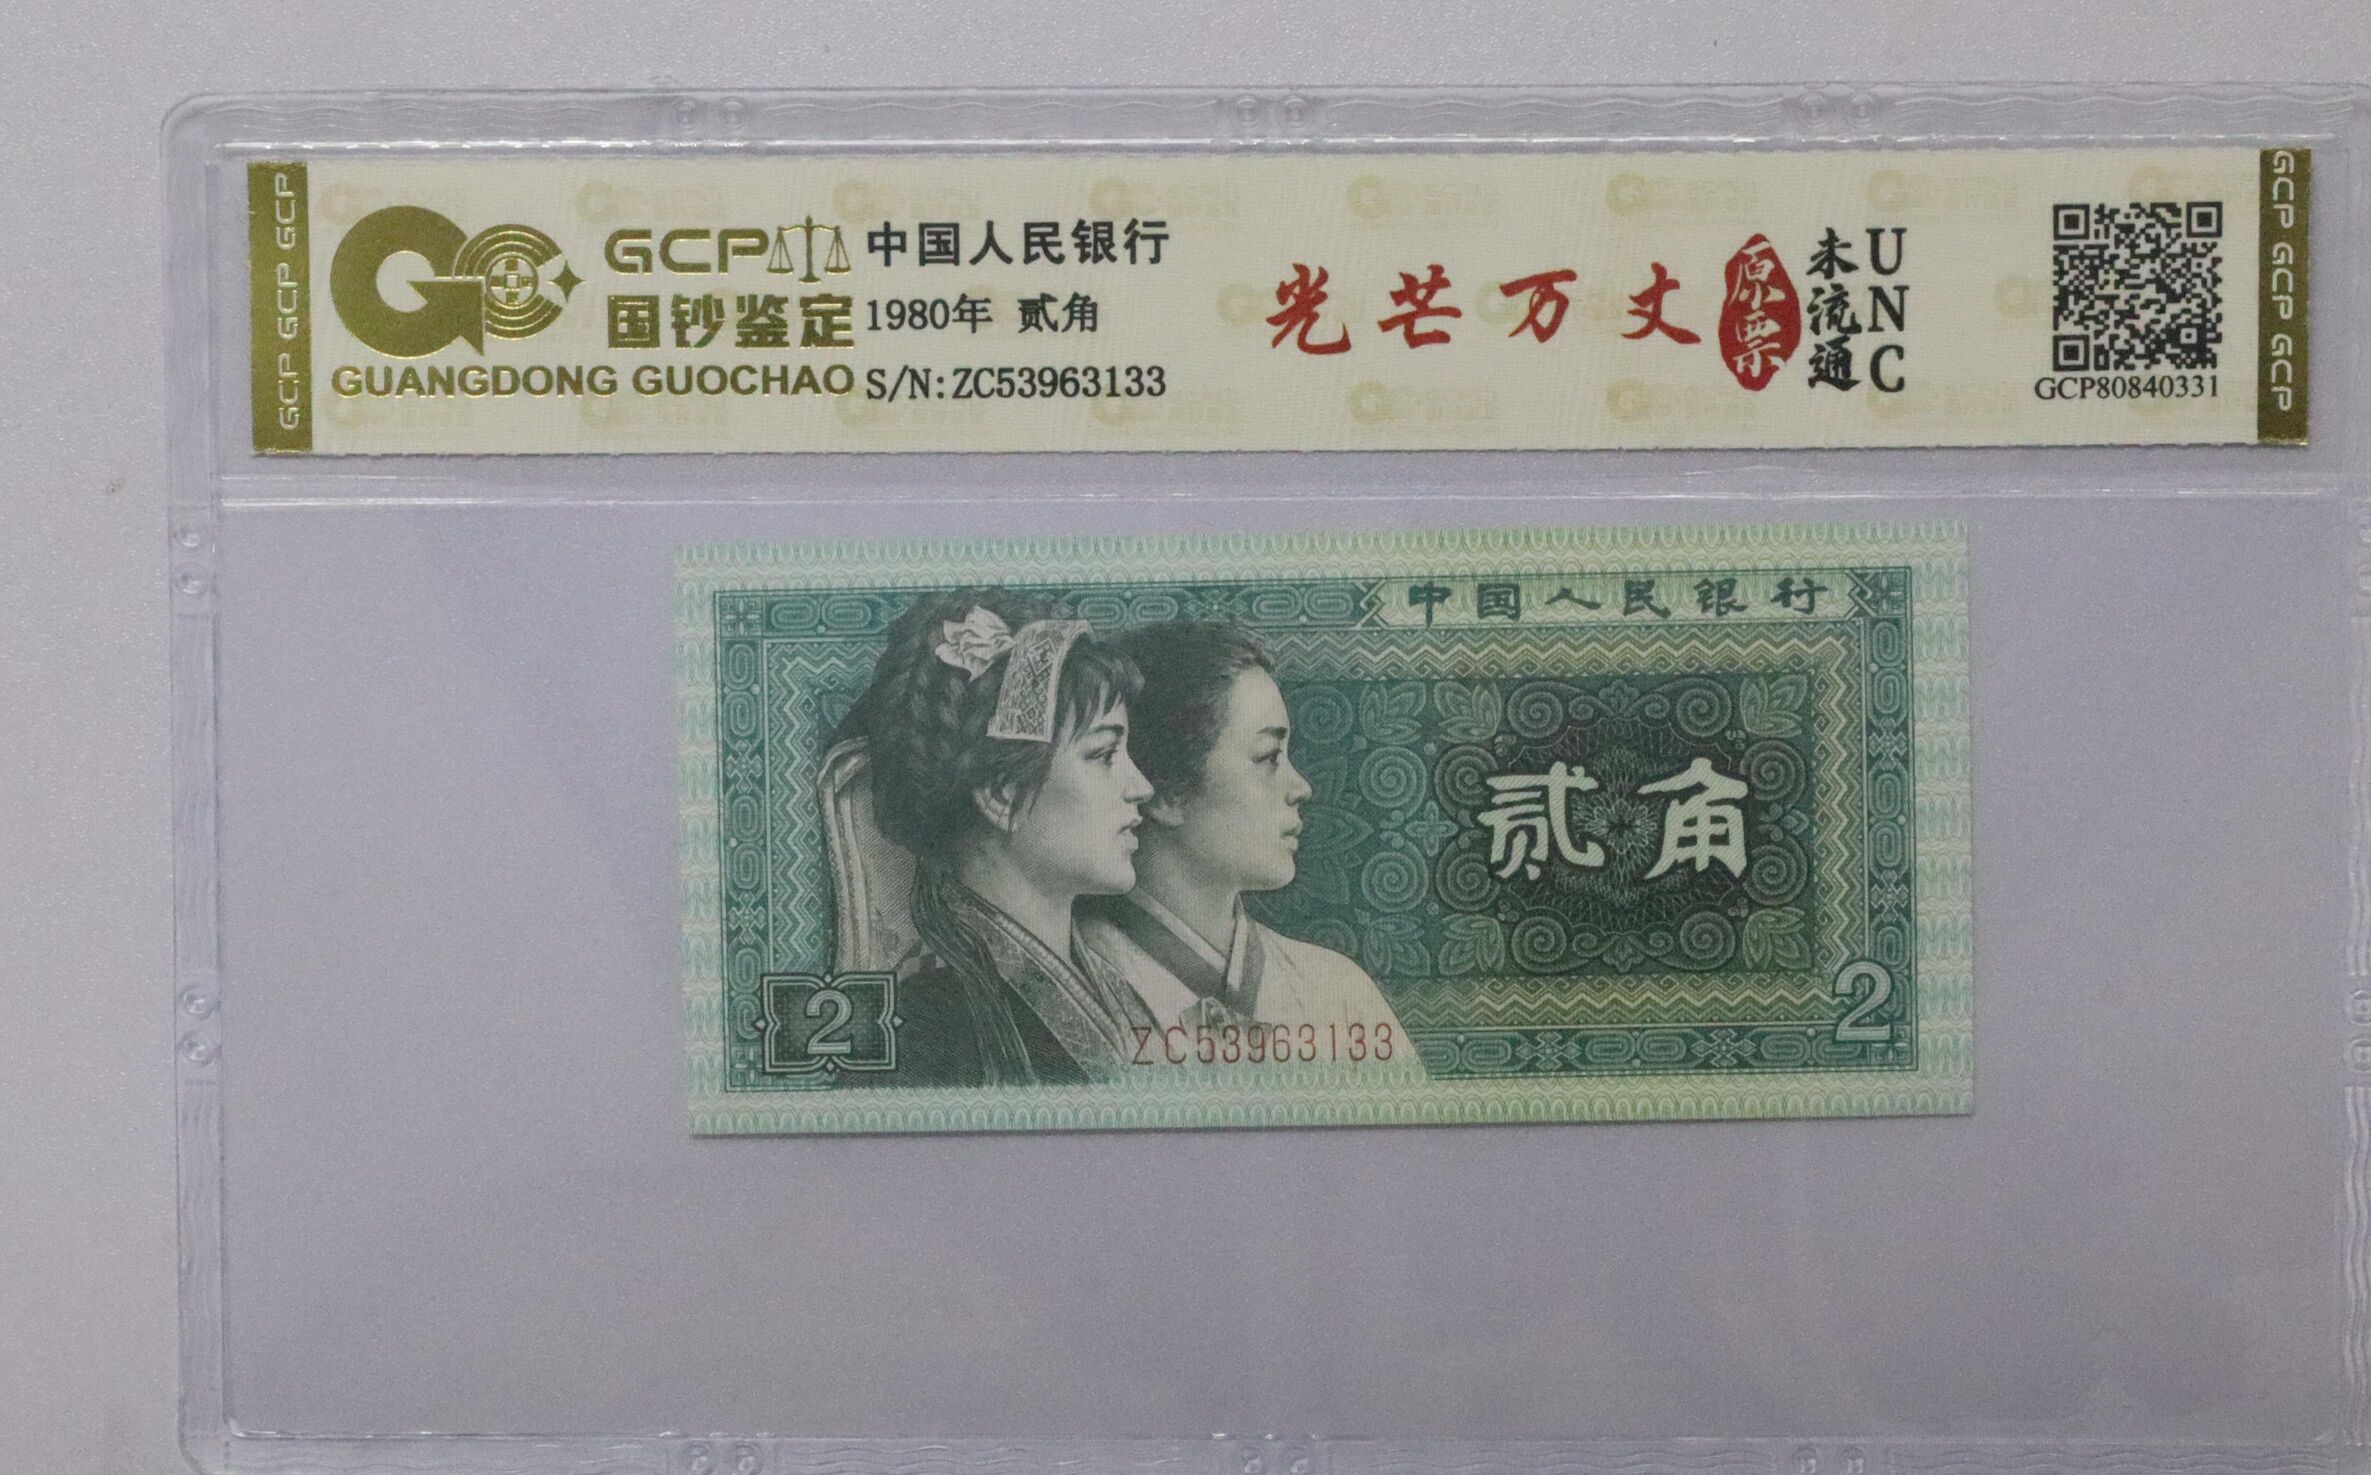 GCP GCP GCP
GCP
国钞鉴定
GUANGDONG GUOCHAO
中国人民银行
1980年 贰角
S/N:ZC53963133
光芒万丈
原票
未流通
UNC
GCP80840331
GCP GCP GCP
中国人民银行
贰角
2
2
ZC53963133